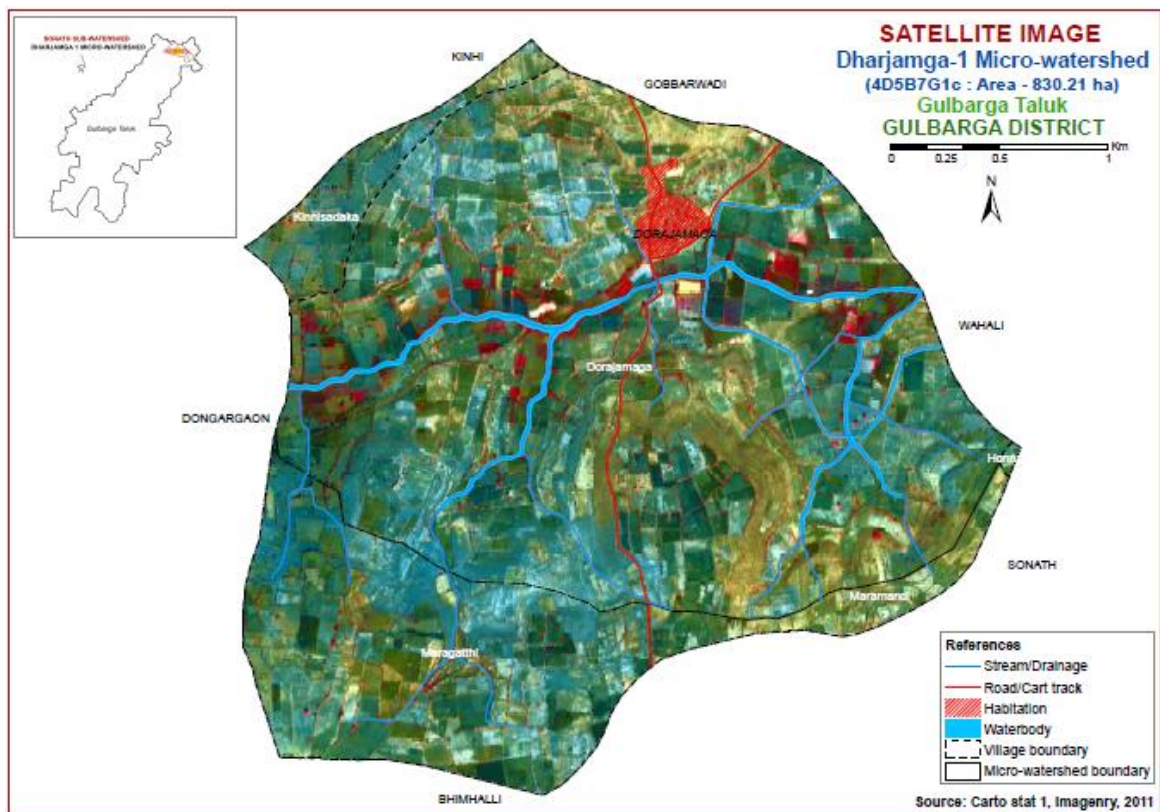 SONATH SUB-WATERSHED
DHARJAMGA 1 MICRO-WATERSHED
Gulbarga Taluk
SATELLITE IMAGE
Dharjamga-1 Micro-watershed
(4D5B7G1c : Area - 830.21 ha)
Gulbarga Taluk
GULBARGA DISTRICT
Km
0 0.25 0.5 1
N
KINHI
GOBBARWADI
Kinnisadaka
DORAJAMAGA
WAHALI
Dorajamaga
DONGARGAON
SONATH
Maragatthi
BHIMHALLI
References
Stream/Drainage
Road/Cart track
Habitation
Waterbody
Village boundary
Micro-watershed boundary
Source: Carto stat 1, Imagenry, 2011